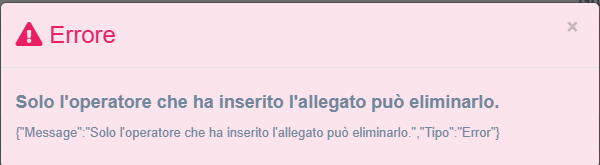 Errore
×
Solo l'operatore che ha inserito l'allegato può eliminarlo.
{"Message":"Solo l'operatore che ha inserito l'allegato può eliminarlo.","Tipo":"Error"}